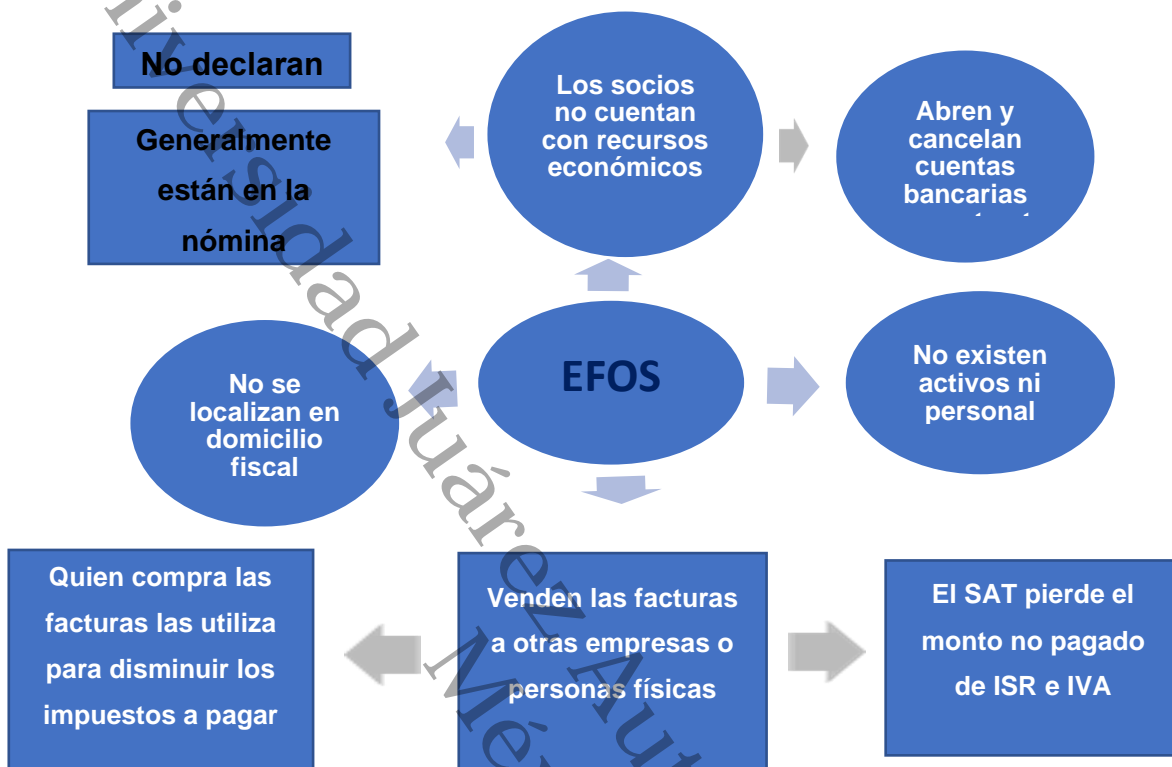 No declaran
Generalmente
están en la
nómina
Los socios
no cuentan
con recursos
económicos
Abren y
cancelan
cuentas
bancarias
No se
localizan en
domicilio
fiscal
EFOS
No existen
activos ni
personal
Quien compra las
facturas las utiliza
para disminuir los
impuestos a pagar
Venden las facturas
a otras empresas o
personas físicas
El SAT pierde el
monto no pagado
de ISR e IVA
Juárez